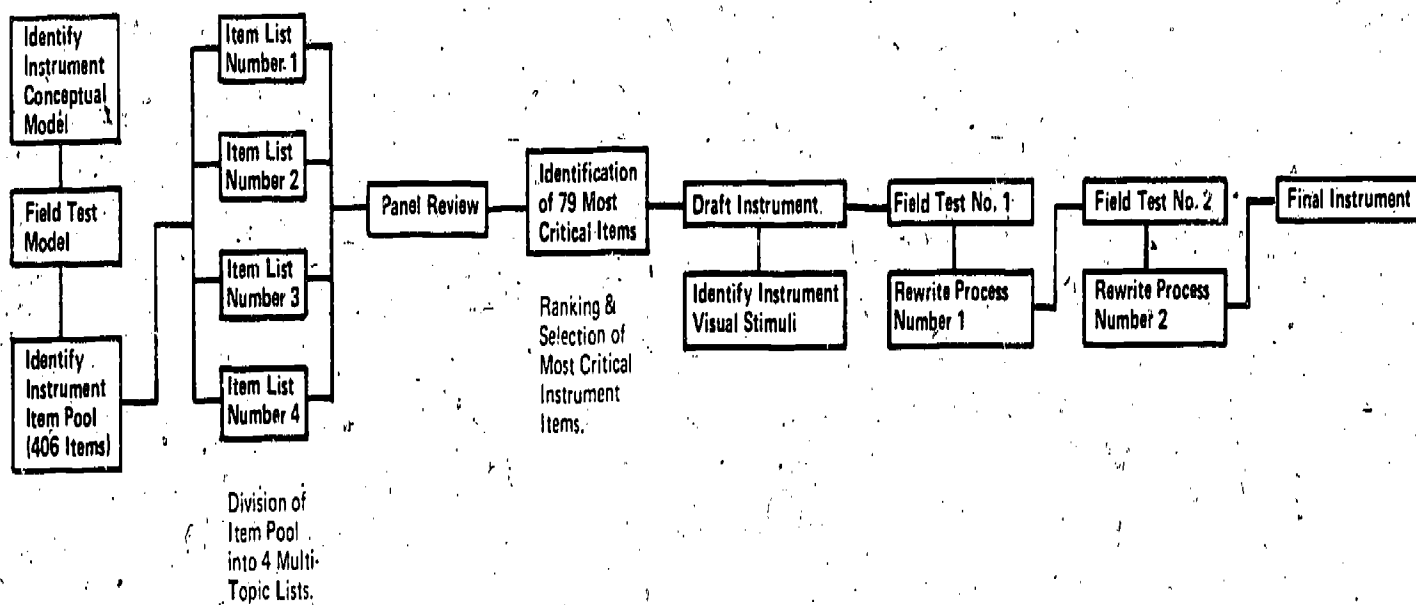 Identify
Instrument
Conceptual
Model
Field Test
Model
Identify
Instrument
Item Pool
(406 Items)
Item List
Number 1
Item List
Number 2
Item List
Number 3
Item List
Number 4
Division of
Item Pool
into 4 Multi-
Topic Lists.
Panel Review
Identification
of 79 Most
Critical Items
Ranking &
Selection of
Most Critical
Instrument
Items.
Draft Instrument
Identify Instrument
Visual Stimuli
Field Test No. 1
Rewrite Process
Number 1
Field Test No. 2
Rewrite Process
Number 2
Final Instrument